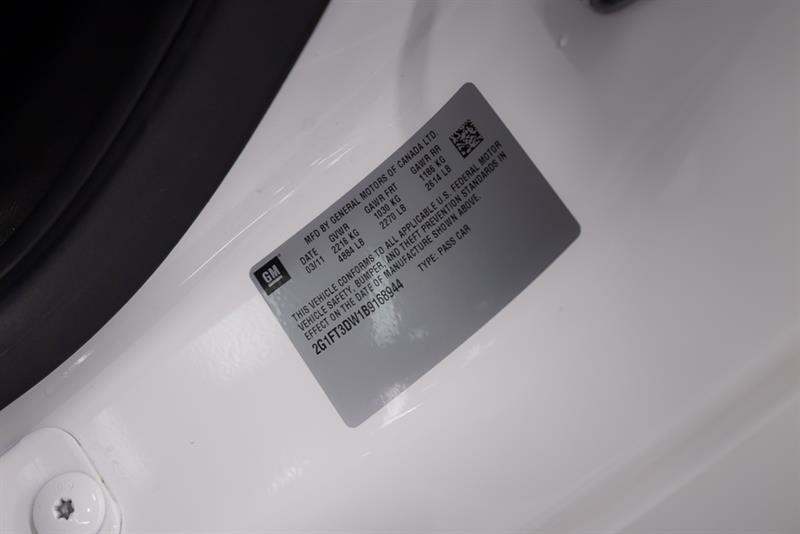 GM
MFD BY GENERAL MOTORS OF CANADA LTD.
DATE GVWR GAWR FRT GAWR RR
03/11 2216 KG 1030 KG 1186 KG
4884 LB 2270 LB 2614 LB
THIS VEHICLE CONFORMS TO ALL APPLICABLE U.S. FEDERAL MOTOR
VEHICLE SAFETY, BUMPER, AND THEFT PREVENTION STANDARDS IN
EFFECT ON THE DATE OF MANUFACTURE SHOWN ABOVE.
2G1FT3DW1B9168944 TYPE: PASS CAR